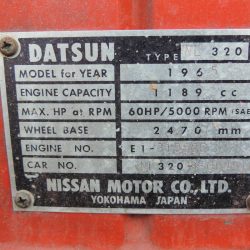 DATSUN TYPE 320
MODEL for YEAR 196
ENGINE CAPACITY 1189 cc
MAX. HP at RPM 60HP/5000 RPM (SAE
WHEEL BASE 2470 mm
ENGINE NO. E1-
CAR NO. 320-
NISSAN MOTOR CO., LTD.
YOKOHAMA JAPAN